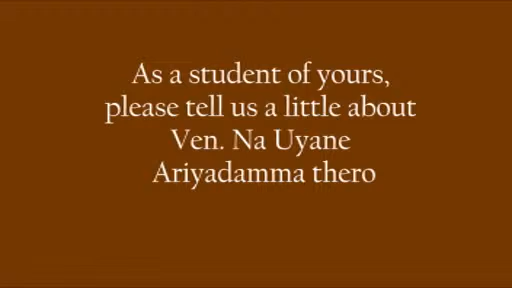 As a student of yours,
please tell us a little about
Ven. Na Uyane
Ariyadamma thero